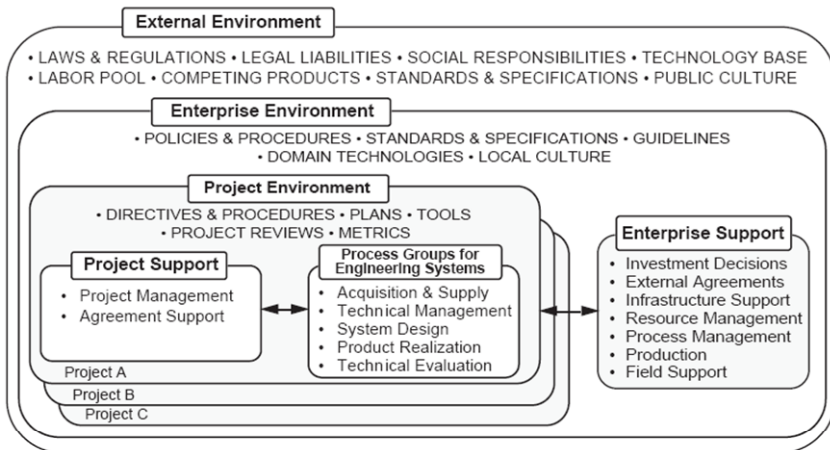 External Environment
• LAWS & REGULATIONS • LEGAL LIABILITIES • SOCIAL RESPONSIBILITIES • TECHNOLOGY BASE
• LABOR POOL • COMPETING PRODUCTS • STANDARDS & SPECIFICATIONS • PUBLIC CULTURE
Enterprise Environment
• POLICIES & PROCEDURES • STANDARDS & SPECIFICATIONS • GUIDELINES
• DOMAIN TECHNOLOGIES • LOCAL CULTURE
Project Environment
• DIRECTIVES & PROCEDURES • PLANS • TOOLS
• PROJECT REVIEWS • METRICS
Project Support
• Project Management
• Agreement Support
Process Groups for
Engineering Systems
• Acquisition & Supply
• Technical Management
• System Design
• Product Realization
• Technical Evaluation
Project A
Project B
Project C
Enterprise Support
• Investment Decisions
• External Agreements
• Infrastructure Support
• Resource Management
• Process Management
• Production
• Field Support